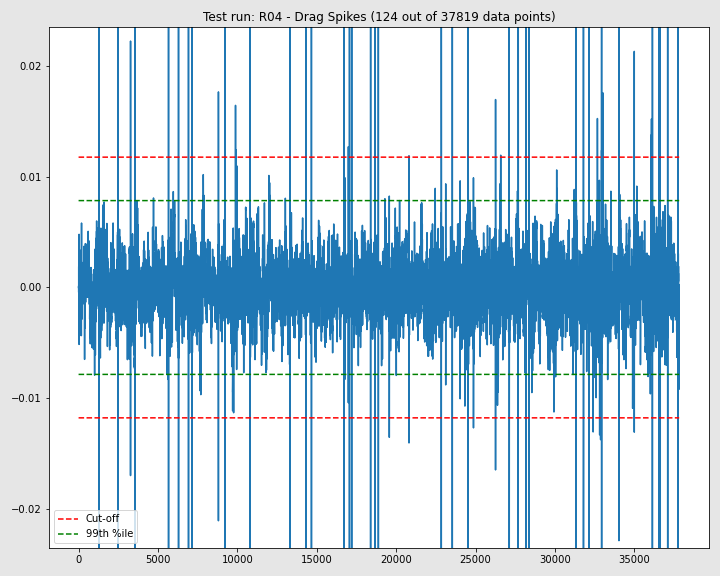 Test run: R04 - Drag Spikes (124 out of 37819 data points)
0.02
0.01
0.00
−0.01
−0.02
Cut-off
99th %ile
0 5000 10000 15000 20000 25000 30000 35000